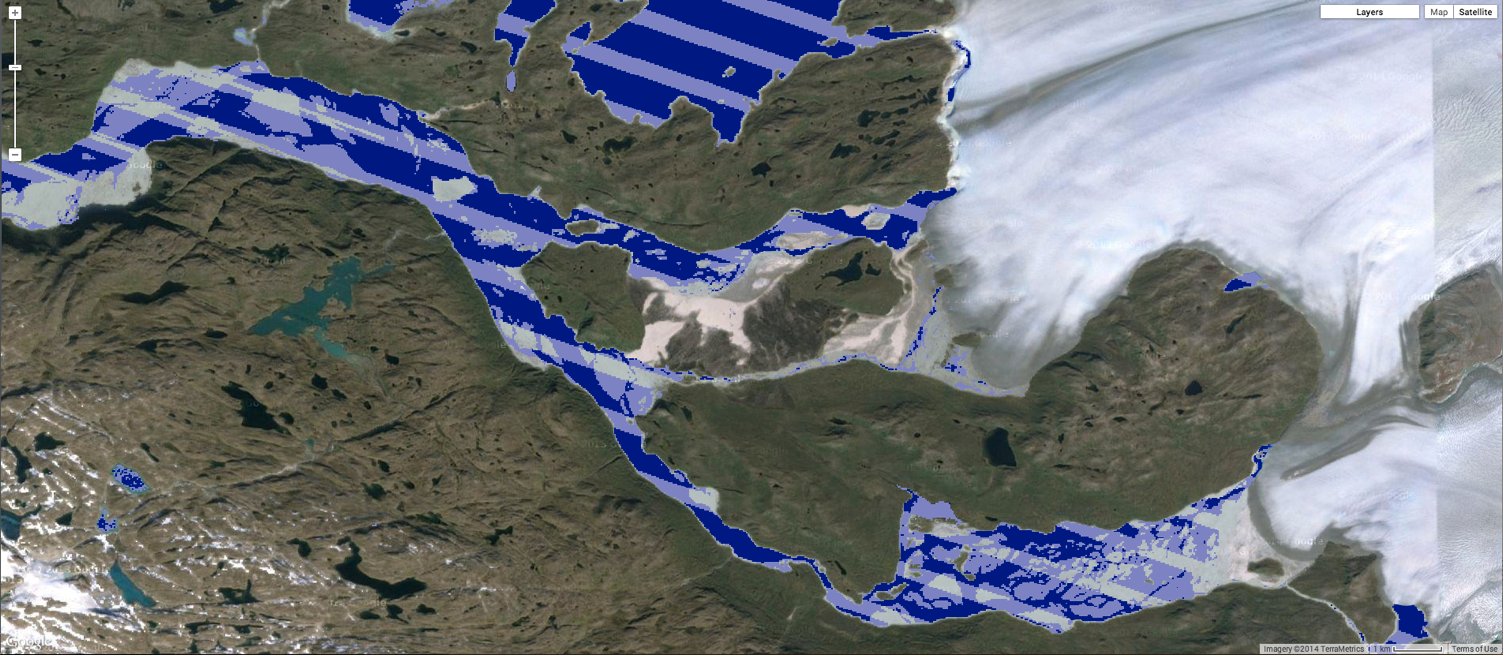 +
Layers
Map
Satellite
−
Google
Imagery ©2014 TerraMetrics
1 km
Terms of Use